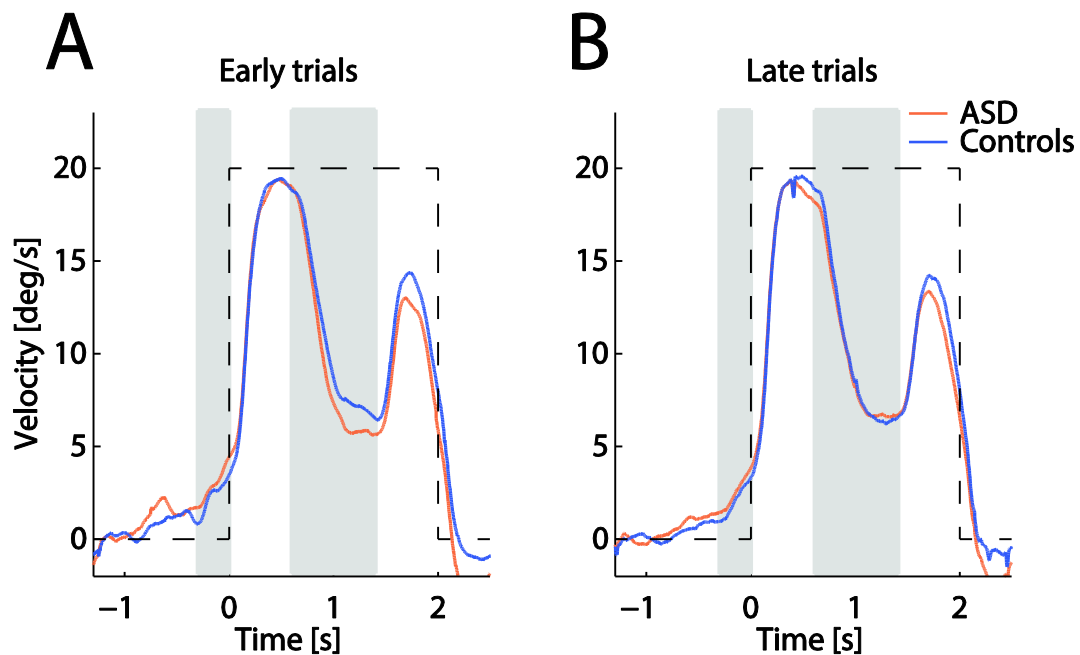 A
B
Early trials
Late trials
ASD
Controls
20
15
10
5
0
Velocity [deg/s]
−1 0 1 2
Time [s]
20
15
10
5
0
−1 0 1 2
Time [s]